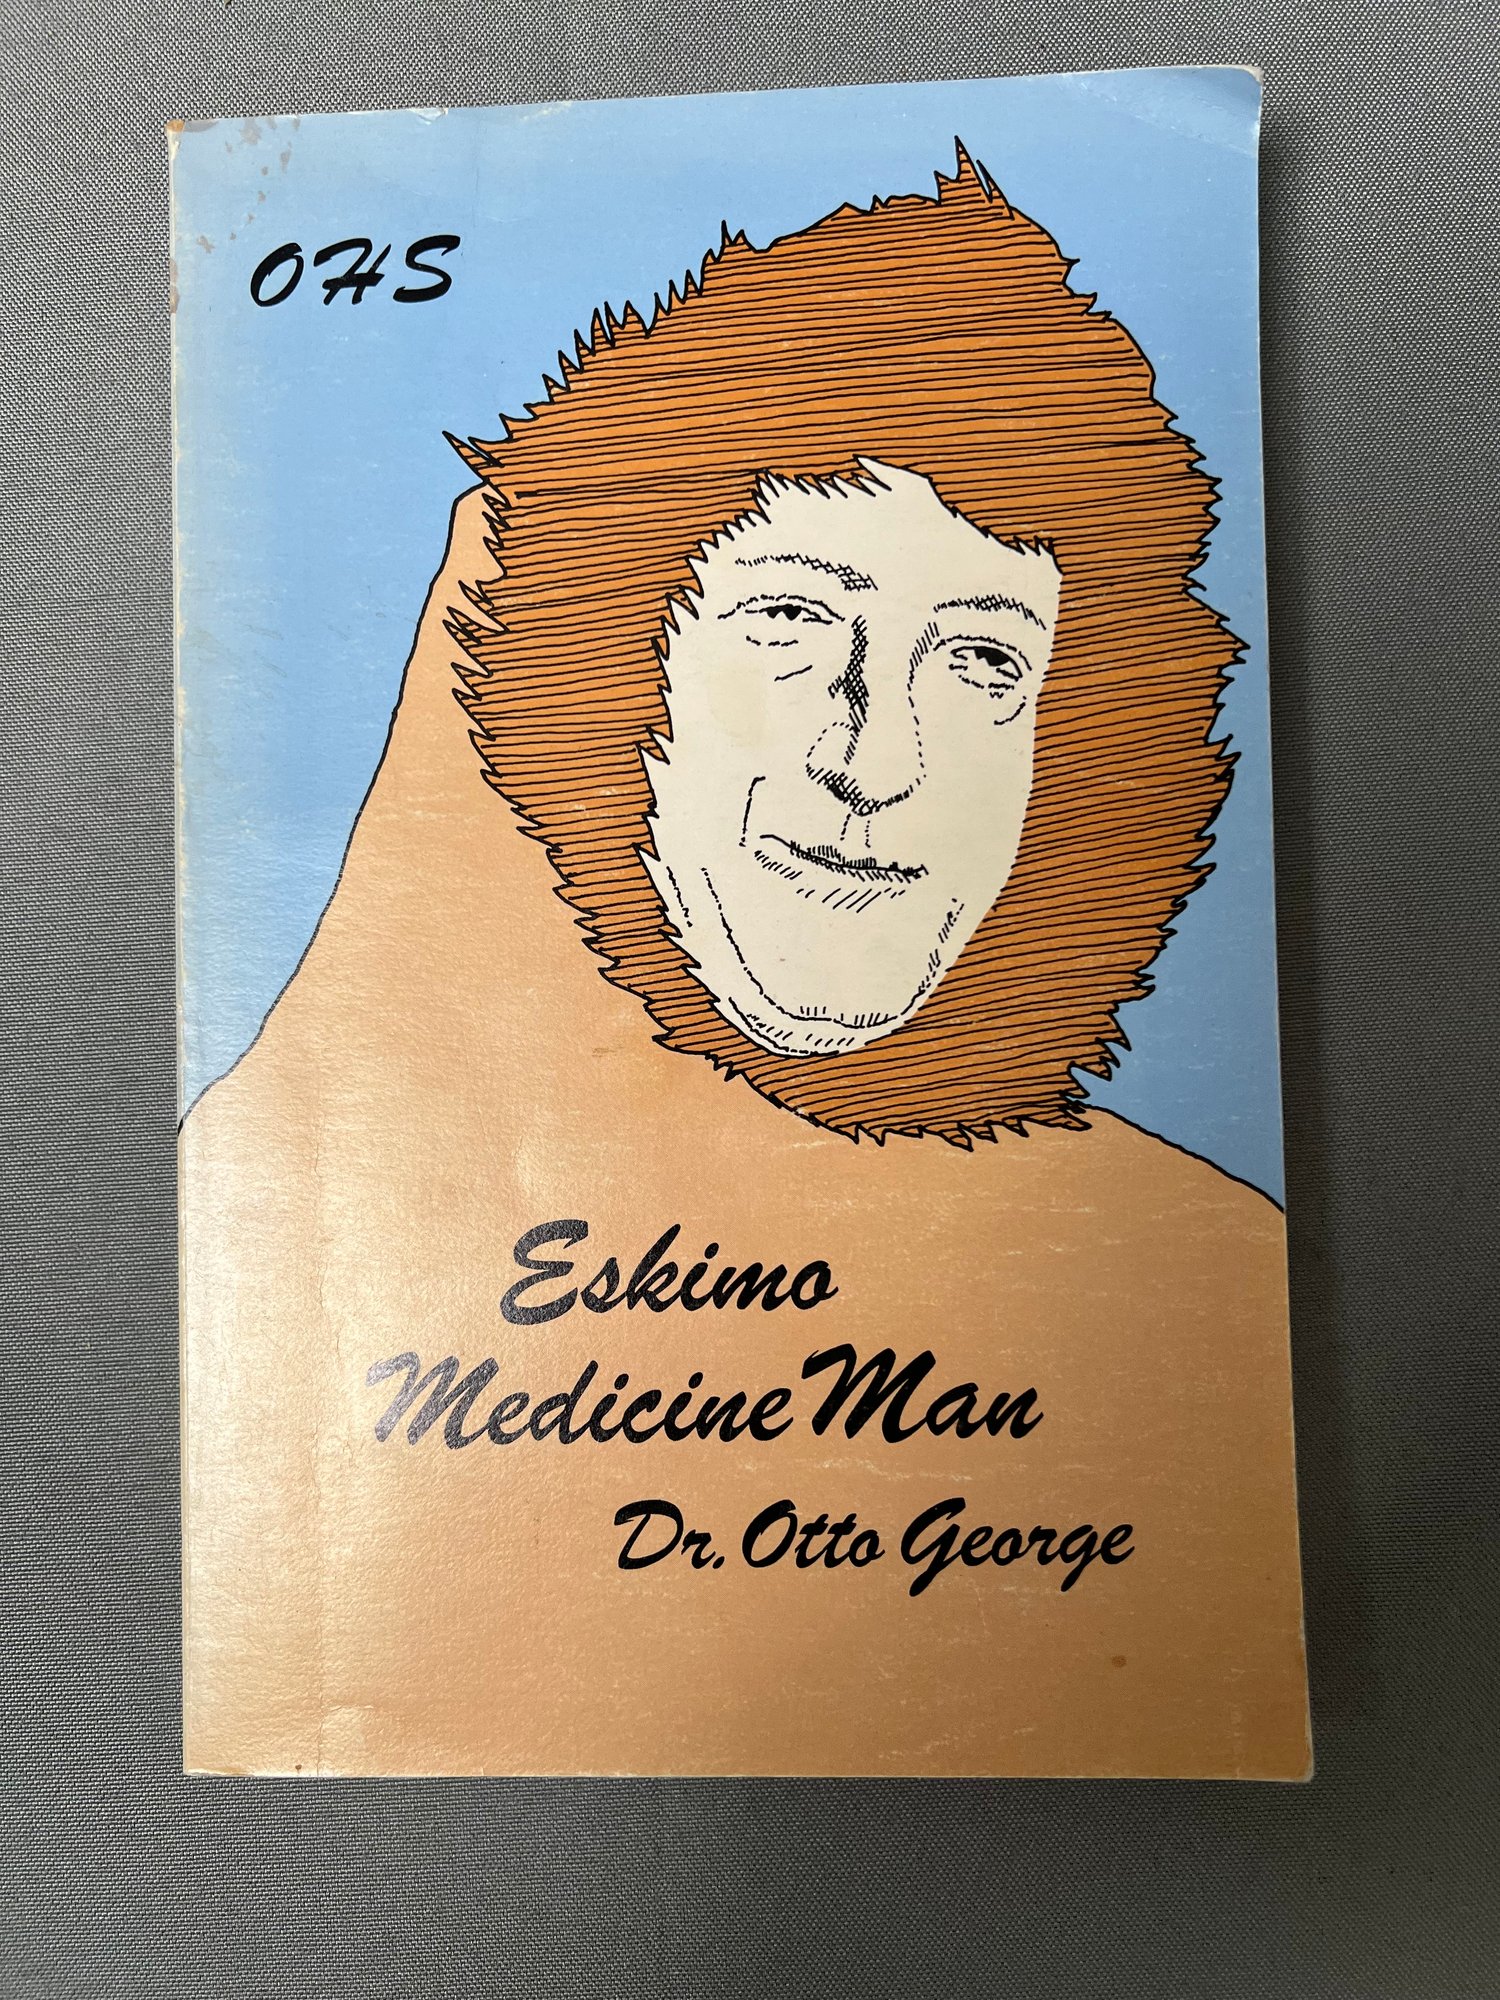 OHS
Eskimo
Medicine Man
Dr. Otto George